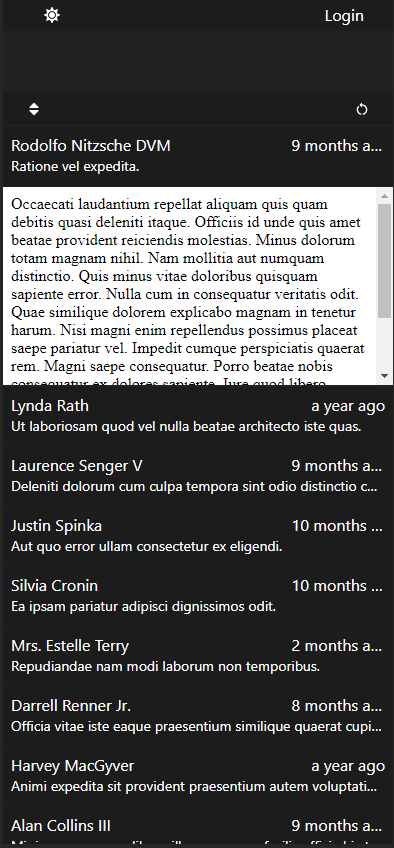 Login
Rodolfo Nitzsche DVM 9 months a...
Ratione vel expedita.
Occaecati laudantium repellat aliquam quis quam
debitis quasi deleniti itaque. Officiis id unde quis amet
beatae provident reiciendis molestias. Minus dolorum
totam magnam nihil. Nam mollitia aut numquam
distinctio. Quis minus vitae doloribus quisquam
sapiente error. Nulla cum in consequatur veritatis odit.
Quae similique dolorem explicabo magnam in tenetur
harum. Nisi magni enim repellendus possimus placeat
saepe pariatur vel. Impedit cumque perspiciatis quaerat
rem. Magni saepe consequatur. Porro beatae nobis
consequatur ex dolores sapiente. Iure quod libero
Lynda Rath a year ago
Ut laboriosam quod vel nulla beatae architecto iste quas.
Laurence Senger V 9 months a...
Deleniti dolorum cum culpa tempora sint odio distinctio c...
Justin Spinka 10 months ...
Aut quo error ullam consectetur ex eligendi.
Silvia Cronin 10 months ...
Ea ipsam pariatur adipisci dignissimos odit.
Mrs. Estelle Terry 2 months a...
Repudiandae nam modi laborum non temporibus.
Darrell Renner Jr. 8 months a...
Officia vitae iste eaque praesentium similique quaerat cupi...
Harvey MacGyver a year ago
Animi expedita sit provident praesentium autem voluptati...
Alan Collins III 9 months a...